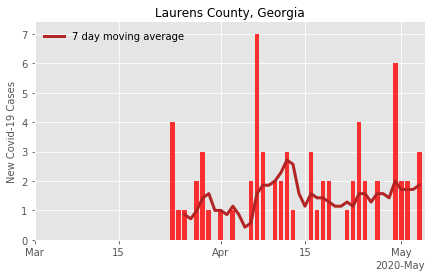 Laurens County, Georgia
7 day moving average
New Covid-19 Cases
7
6
5
4
3
2
1
0
Mar 15 Apr 15 May
2020-May